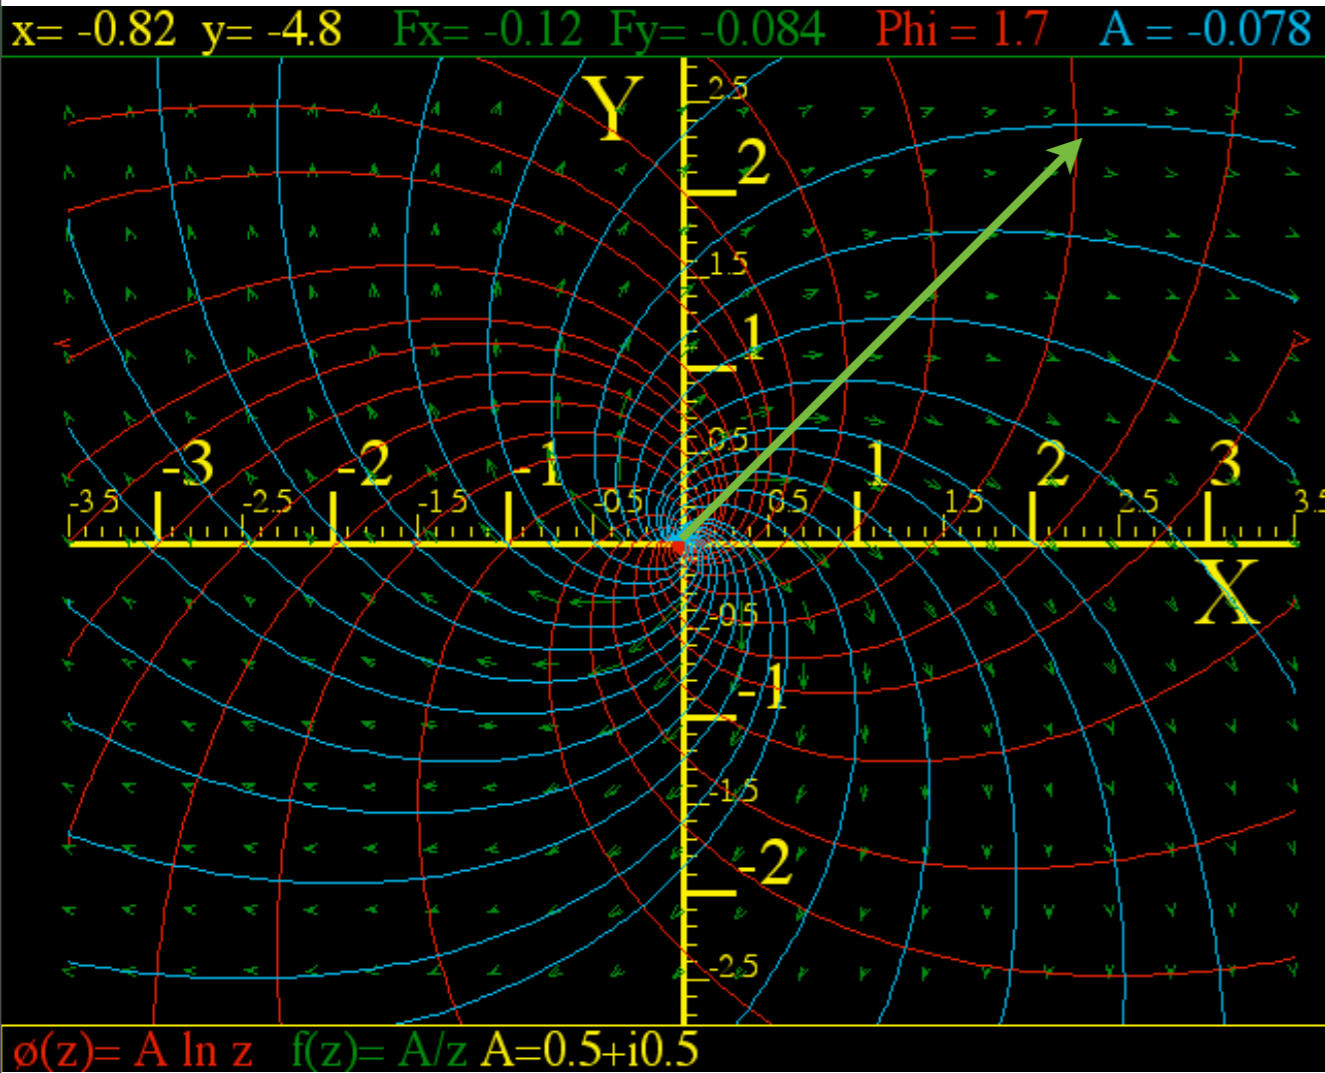 x= -0.82 y= -4.8 Fx= -0.12 Fy= -0.084 Phi = 1.7 A = -0.078
Y
2.5
2
1.5
1
0.5
-3 -2 -1 1 2 3
-3.5 -2.5 -1.5 -0.5 0.5 1.5 2.5 3.5
X
-0.5
-1
-1.5
-2
-2.5
ø(z)= A ln z f(z)= A/z A=0.5+i0.5